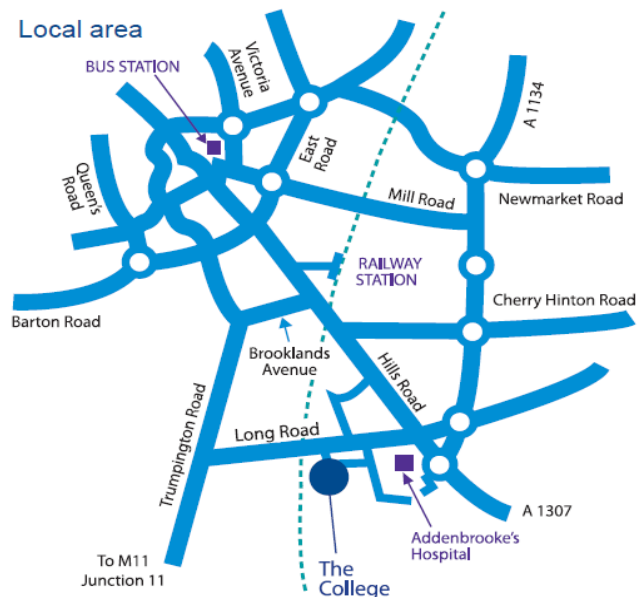 Local area
BUS STATION
Victoria
Avenue
A 1134
Queen's
Road
East
Road
Mill Road
Newmarket Road
RAILWAY
STATION
Cherry Hinton Road
Barton Road
Brooklands
Avenue
Hills
Road
Trumpington Road
Long Road
A 1307
Addenbrooke's
Hospital
To M11
Junction 11
The
College